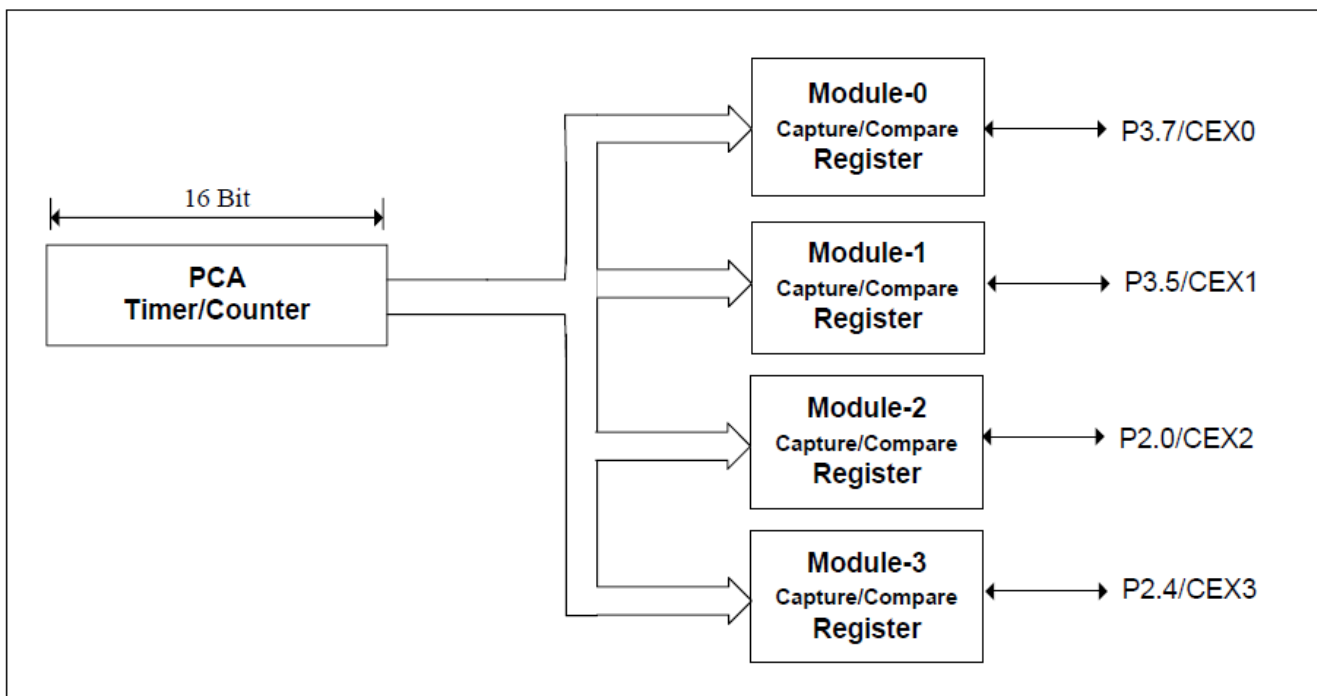 16 Bit
PCA
Timer/Counter
Module-0
Capture/Compare
Register
P3.7/CEX0
Module-1
Capture/Compare
Register
P3.5/CEX1
Module-2
Capture/Compare
Register
P2.0/CEX2
Module-3
Capture/Compare
Register
P2.4/CEX3